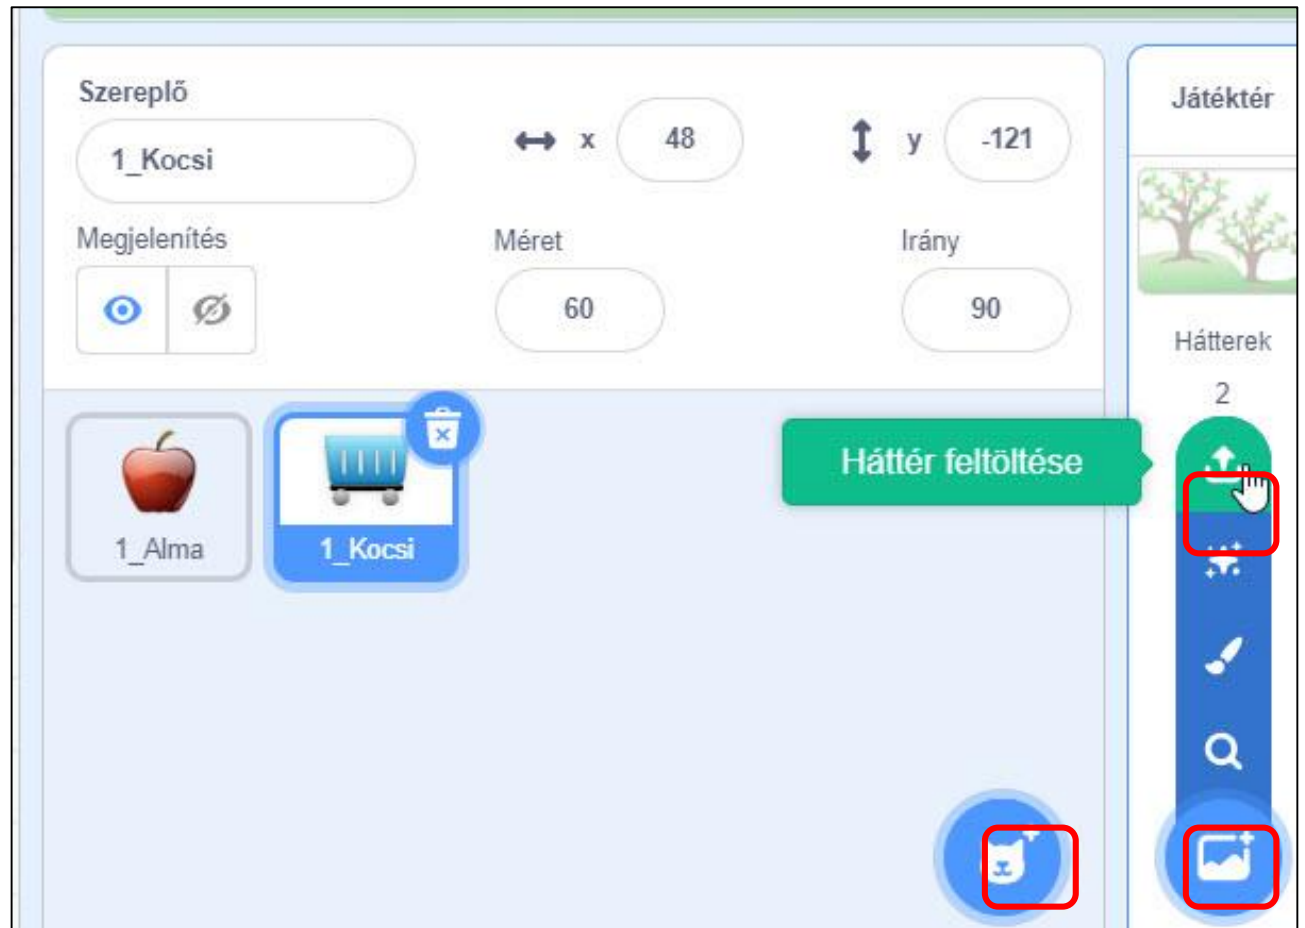 Szereplő
1_Kocsi
x 48
y -121
Megjelenítés
Méret
60
Irány
90
Játéktér
Hátterek
2
1_Alma
1_Kocsi
Háttér feltöltése